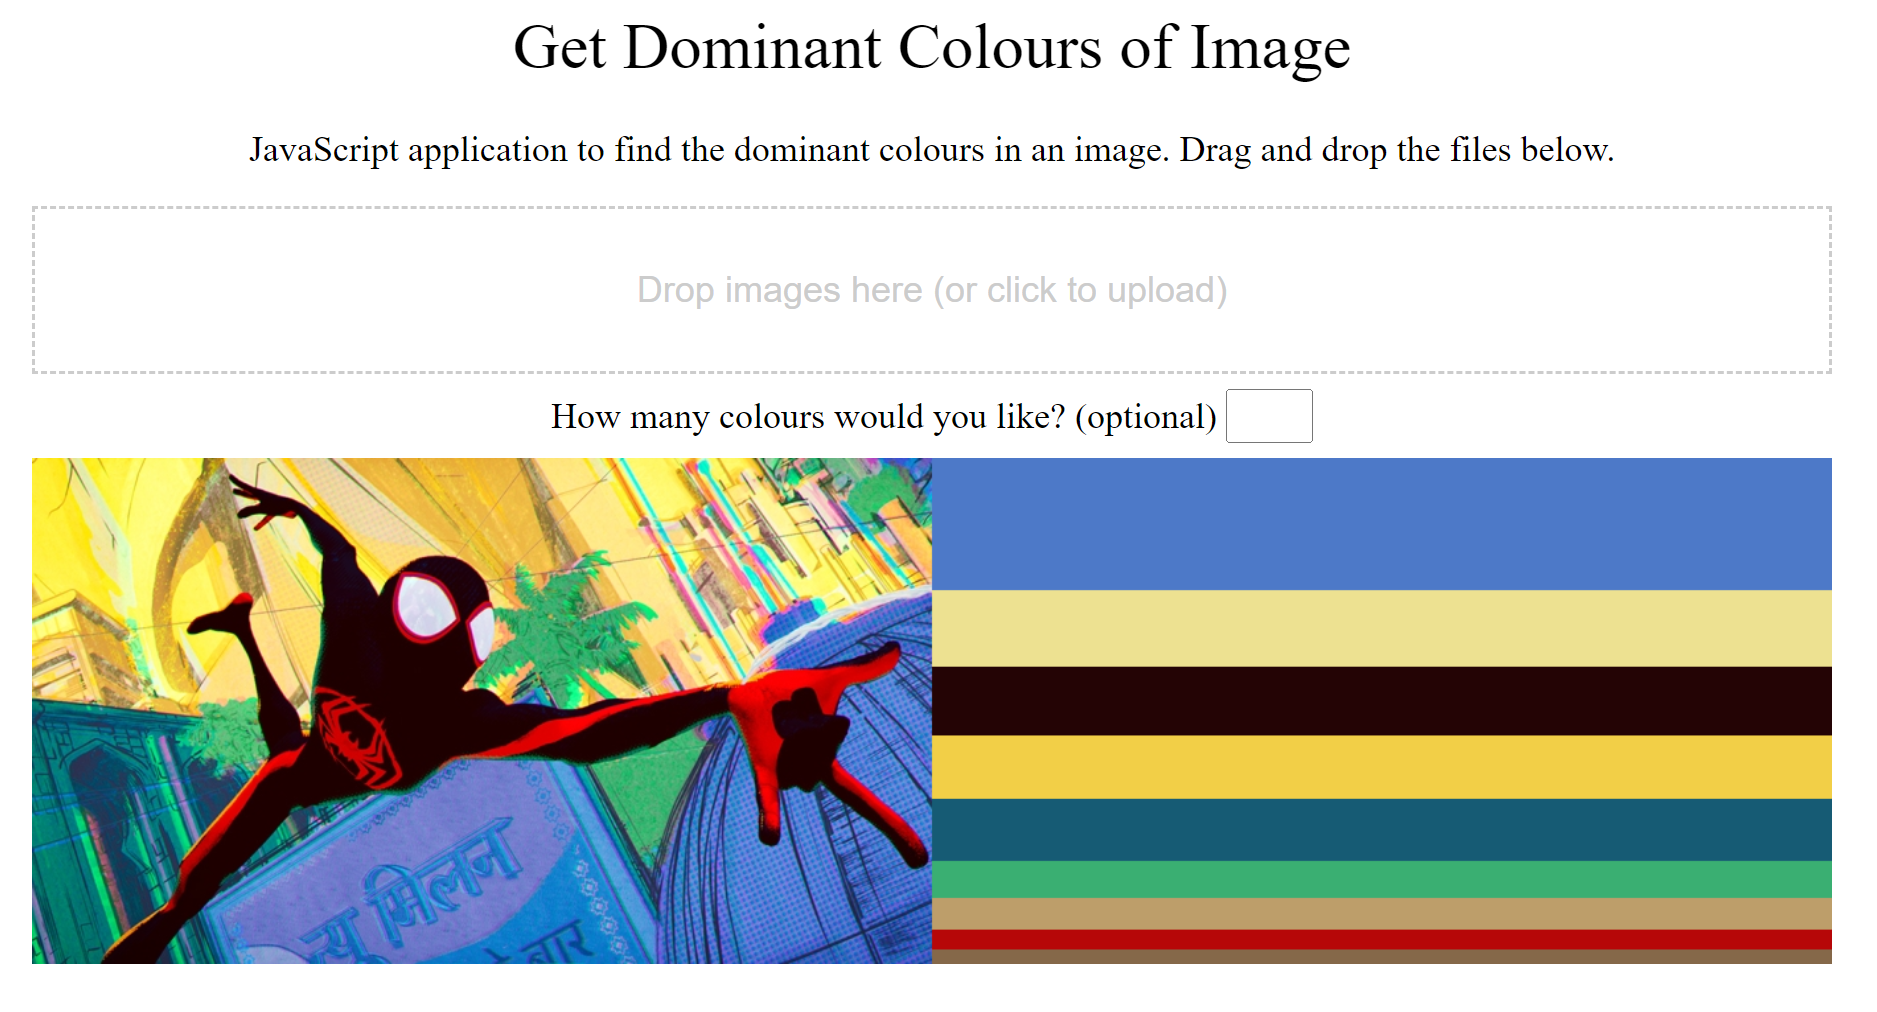 Get Dominant Colours of Image
JavaScript application to find the dominant colours in an image. Drag and drop the files below.
Drop images here (or click to upload)
How many colours would you like? (optional)
न्यू मिलन